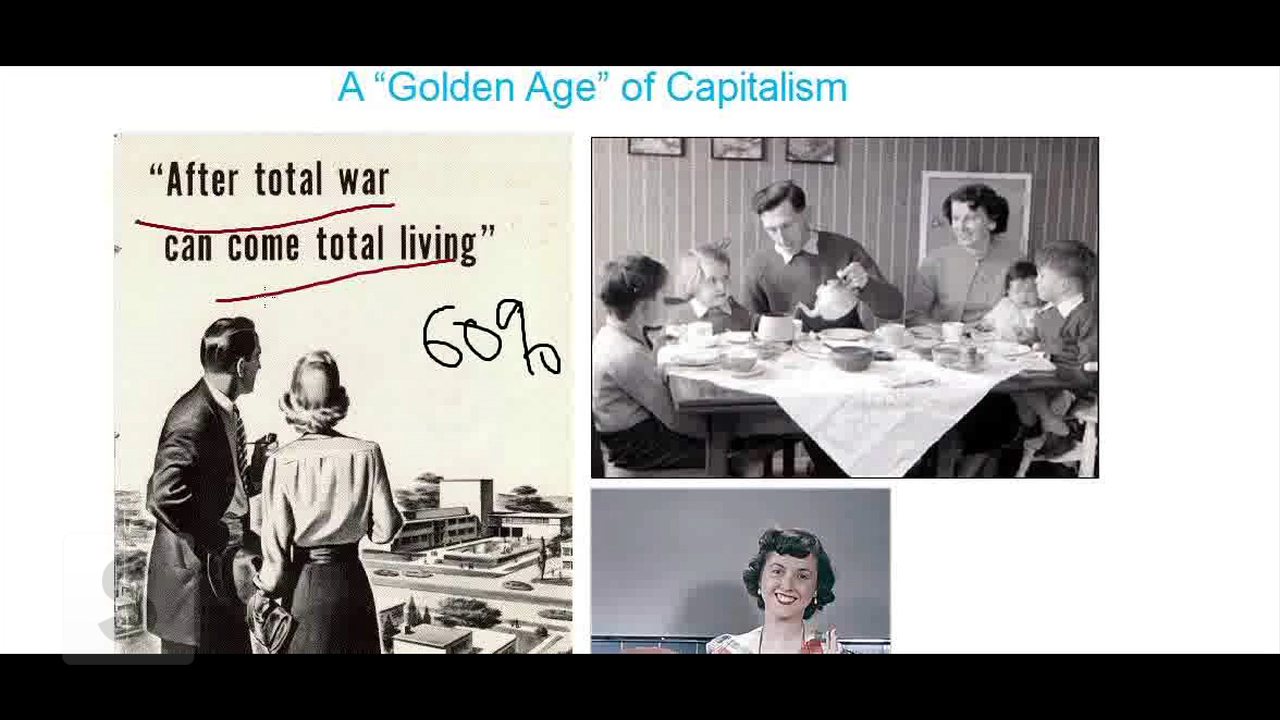 A “Golden Age” of Capitalism
“After total war
can come total living”
60%